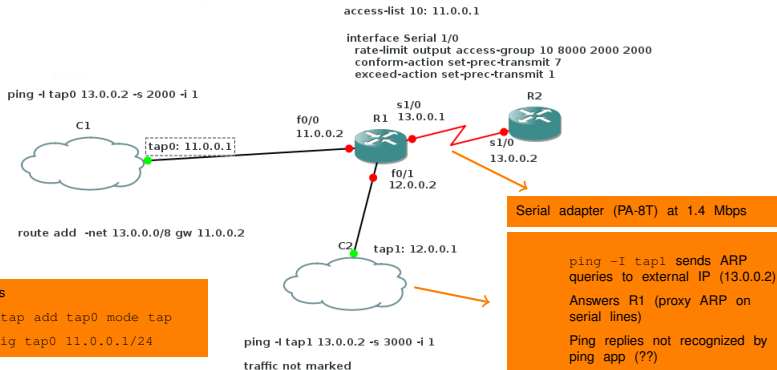 access-list 10: 11.0.0.1
interface Serial 1/0
rate-limit output access-group 10 8000 2000 2000
conform-action set-prec-transmit 7
exceed-action set-prec-transmit 1
ping -I tap0 13.0.0.2 -s 2000 -i 1
C1
tap0: 11.0.0.1
f0/0
11.0.0.2
R1
s1/0
13.0.0.1
R2
s1/0
13.0.0.2
f0/1
12.0.0.2
Serial adapter (PA-8T) at 1.4 Mbps
route add -net 13.0.0.0/8 gw 11.0.0.2
C2
tap1: 12.0.0.1
ping -I tap1 sends ARP
queries to external IP (13.0.0.2)
Answers R1 (proxy ARP on
serial lines)
Ping replies not recognized by
ping app (??)
s
tap add tap0 mode tap
ig tap0 11.0.0.1/24
ping -I tap1 13.0.0.2 -s 3000 -i 1
traffic not marked